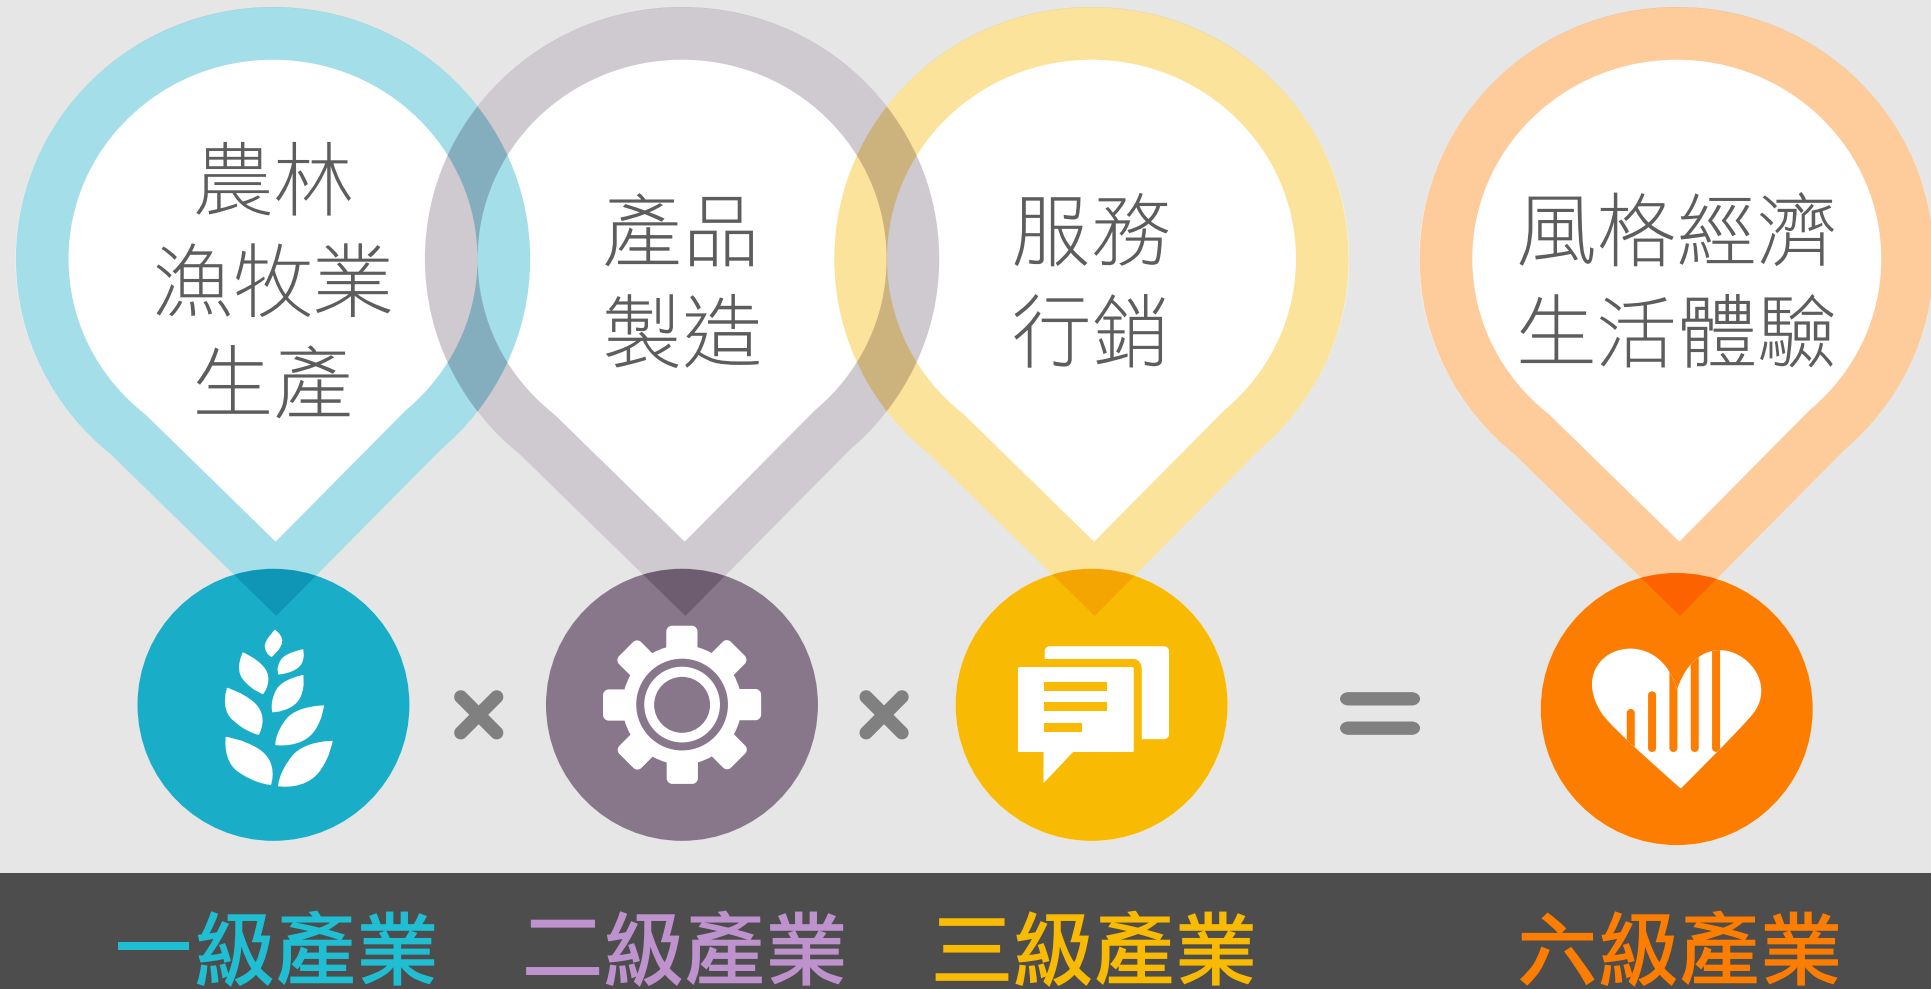 農林
漁牧業
生產
產品
製造
服務
行銷
風格經濟
生活體驗
× × =
一級產業 二級產業 三級產業 六級產業